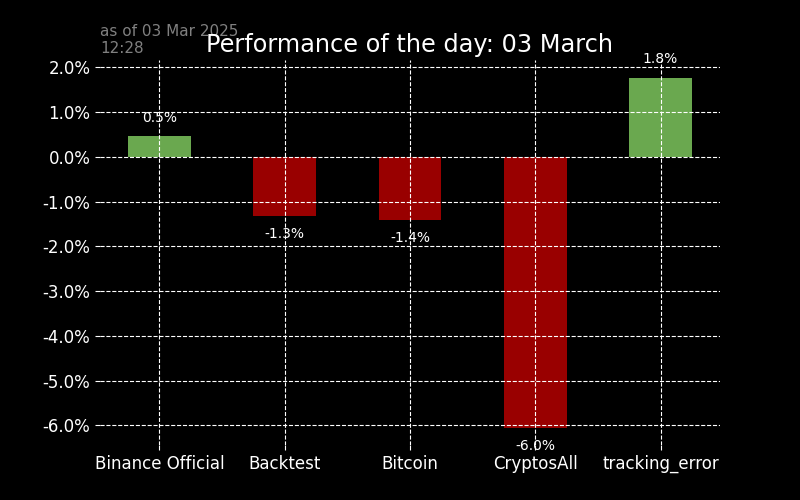 as of 03 Mar 2025
12:28
Performance of the day: 03 March
2.0%
1.0%
0.0%
-1.0%
-2.0%
-3.0%
-4.0%
-5.0%
-6.0%
0.5%
-1.3%
-1.4%
-6.0%
1.8%
Binance Official
Backtest
Bitcoin
CryptosAll
tracking_error